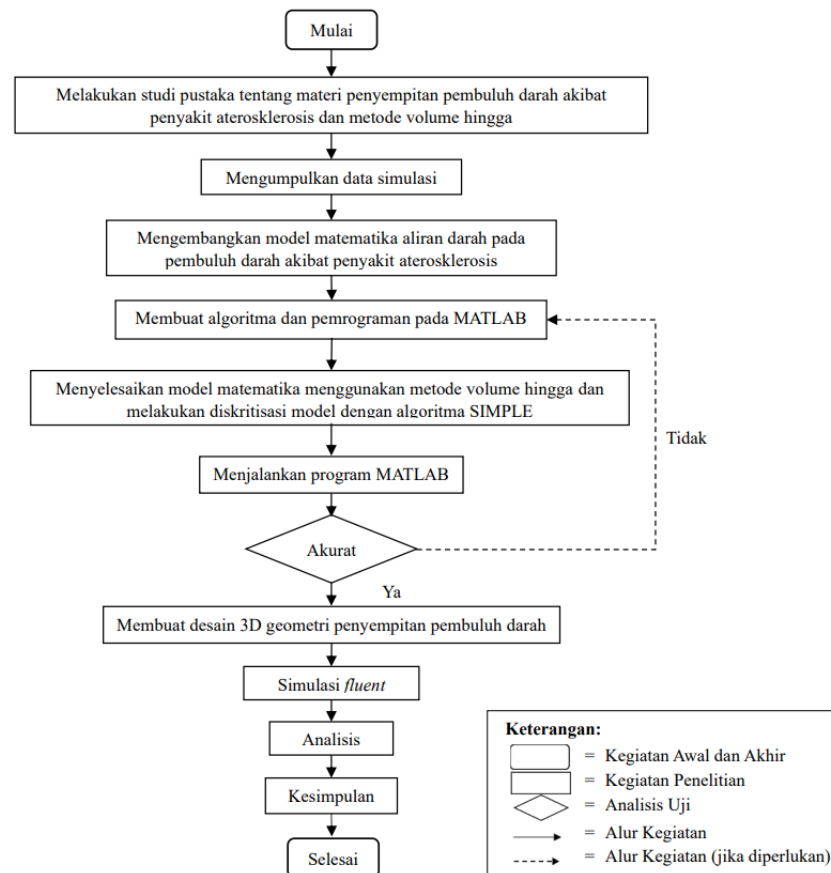 Mulai
Melakukan studi pustaka tentang materi penyempitan pembuluh darah akibat
penyakit aterosklerosis dan metode volume hingga
Mengumpulkan data simulasi
Mengembangkan model matematika aliran darah pada
pembuluh darah akibat penyakit aterosklerosis
Membuat algoritma dan pemrograman pada MATLAB
Menyelesaikan model matematika menggunakan metode volume hingga dan
melakukan diskritisasi model dengan algoritma SIMPLE
Tidak
Menjalankan program MATLAB
Akurat
Ya
Membuat desain 3D geometri penyempitan pembuluh darah
Simulasi fluent
Analisis
Kesimpulan
Selesai
Keterangan:
= Kegiatan Awal dan Akhir
= Kegiatan Penelitian
= Analisis Uji
= Alur Kegiatan
= Alur Kegiatan (jika diperlukan)